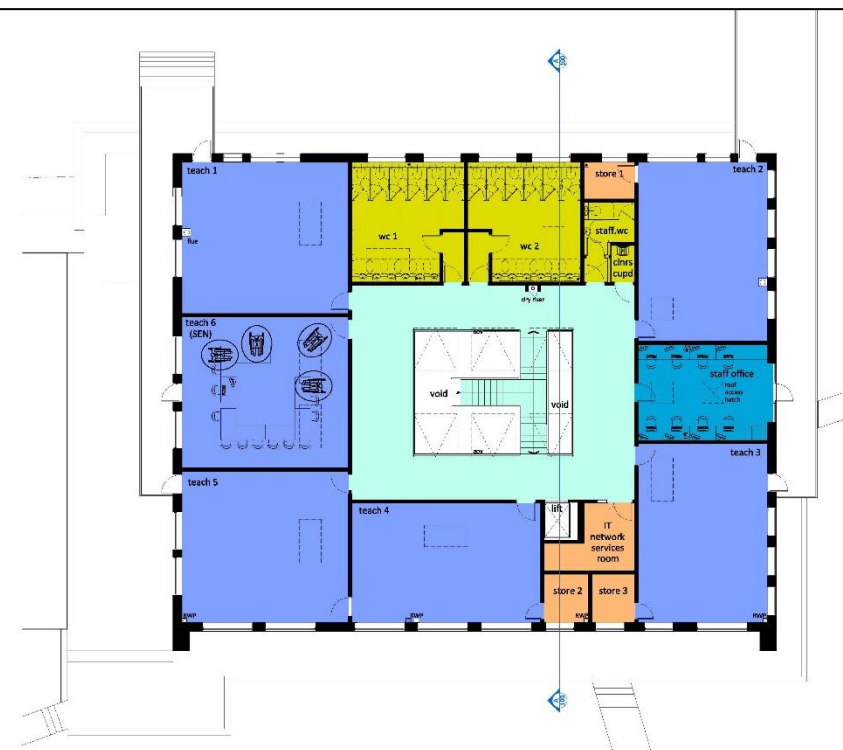 A
100
teach 1
flue
wc 1
wc 2
store 1
staff.wc
clnrs
cupd
teach 2
dry riser
teach 6
(SEN)
void
void
staff office
roof
access
hatch
teach 3
teach 5
teach 4
lift
IT
network
services
room
store 2
store 3
RWP
RWP
RWP
RWP
A
100